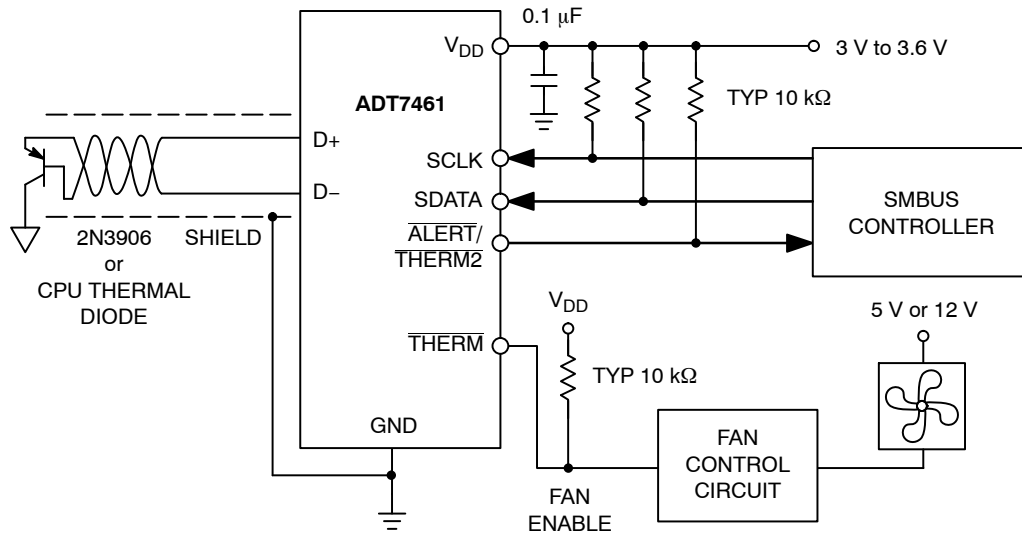 0.1 μF
VDD
3 V to 3.6 V
ADT7461
TYP 10 kΩ
D+
SCLK
D−
SDATA
SMBUS
CONTROLLER
ALERT/
THERM2
2N3906
or
CPU THERMAL
DIODE
SHIELD
VDD
5 V or 12 V
THERM
TYP 10 kΩ
GND
FAN
CONTROL
CIRCUIT
FAN
ENABLE